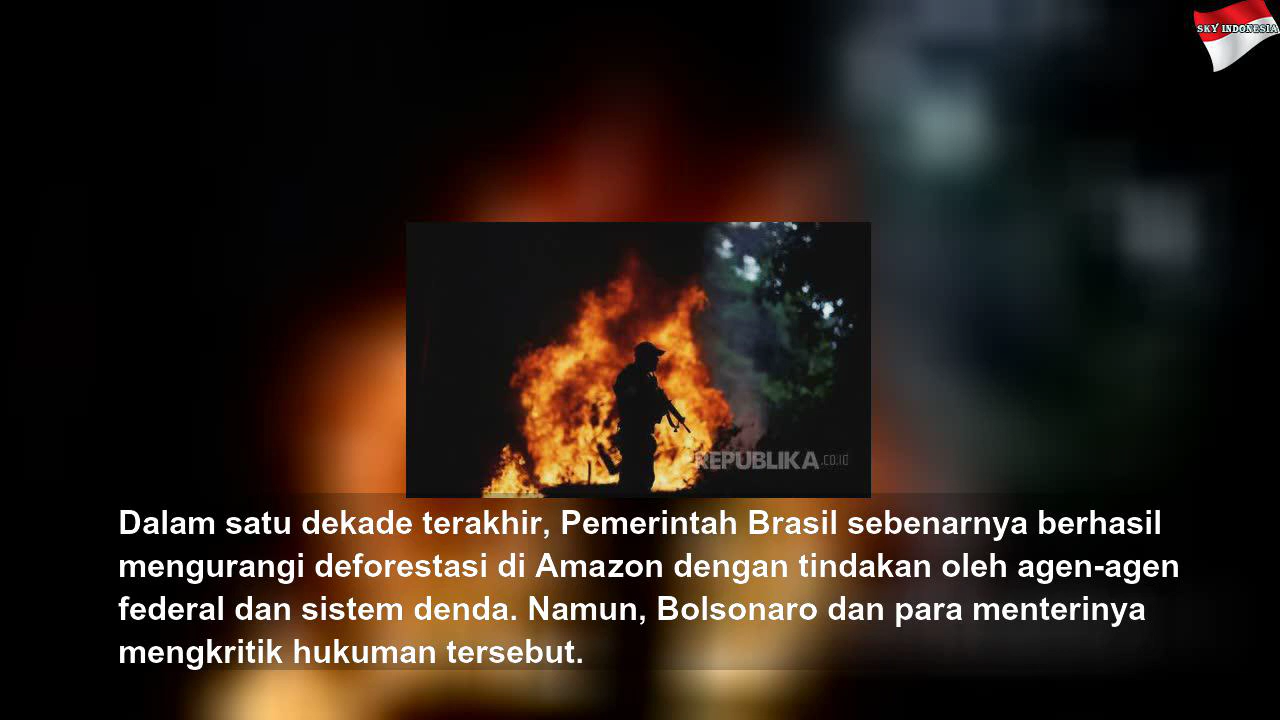 SKY INDONESIA
REPUBLIKA.CO.ID
Dalam satu dekade terakhir, Pemerintah Brasil sebenarnya berhasil
mengurangi deforestasi di Amazon dengan tindakan oleh agen-agen
federal dan sistem denda. Namun, Bolsonaro dan para menterinya
mengkritik hukuman tersebut.